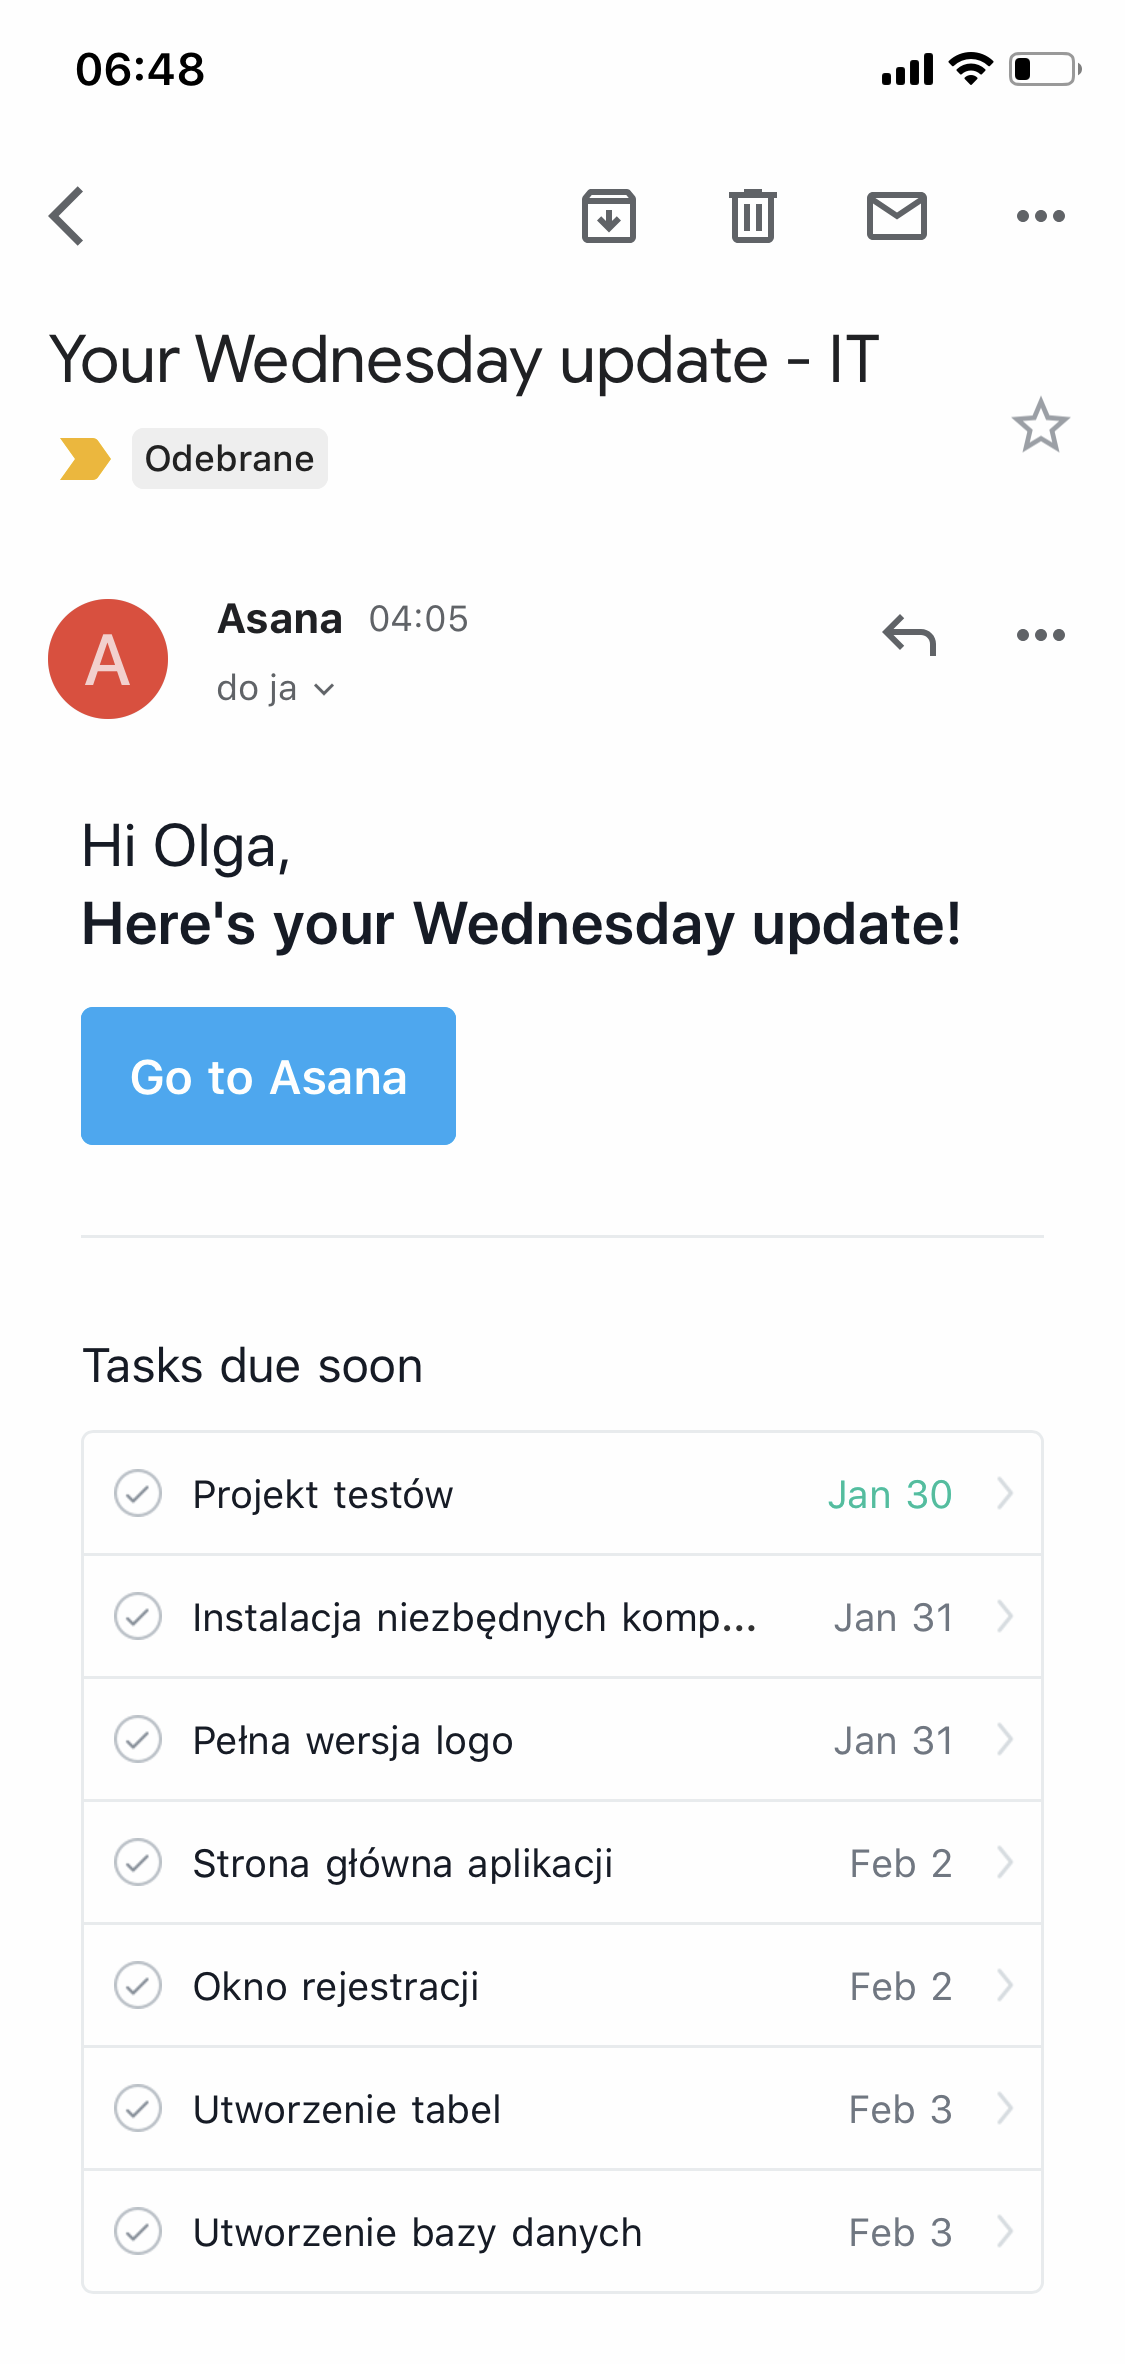 06:48
Your Wednesday update - IT
Odebrane
A
Asana 04:05
do ja
Hi Olga,
Here's your Wednesday update!
Go to Asana
Tasks due soon
Projekt testów Jan 30
Instalacja niezbędnych komp... Jan 31
Pełna wersja logo Jan 31
Strona główna aplikacji Feb 2
Okno rejestracji Feb 2
Utworzenie tabel Feb 3
Utworzenie bazy danych Feb 3